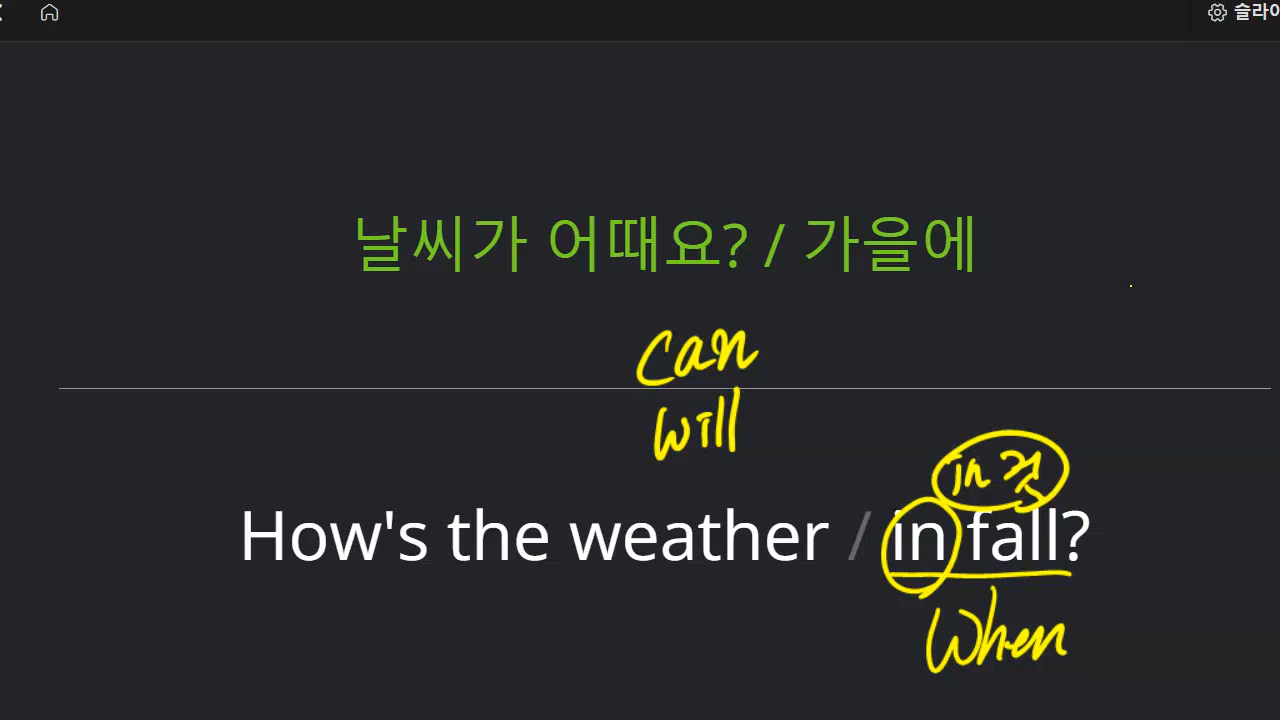 슬라이
날씨가 어때요? / 가을에
can
will
in
How's the weather / in fall?
When